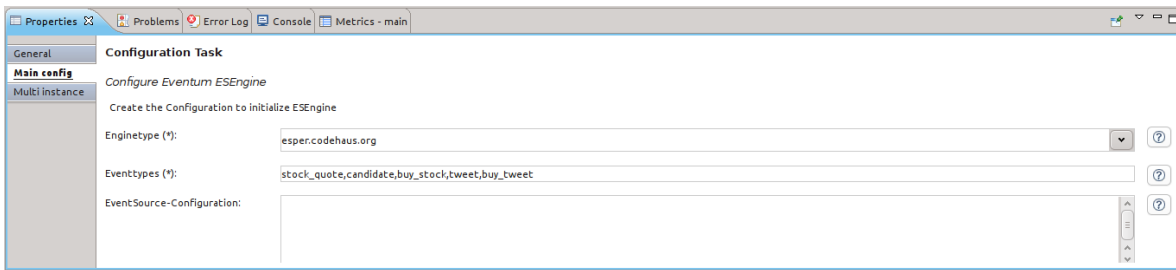 Properties Problems Error Log Console Metrics - main
General
Main config
Multi instance
Configuration Task
Configure Eventum ESEngine
Create the Configuration to initialize ESEngine
Enginetype (*): esper.codehaus.org
Eventtypes (*): stock_quote,candidate,buy_stock,tweet,buy_tweet
EventSource-Configuration: